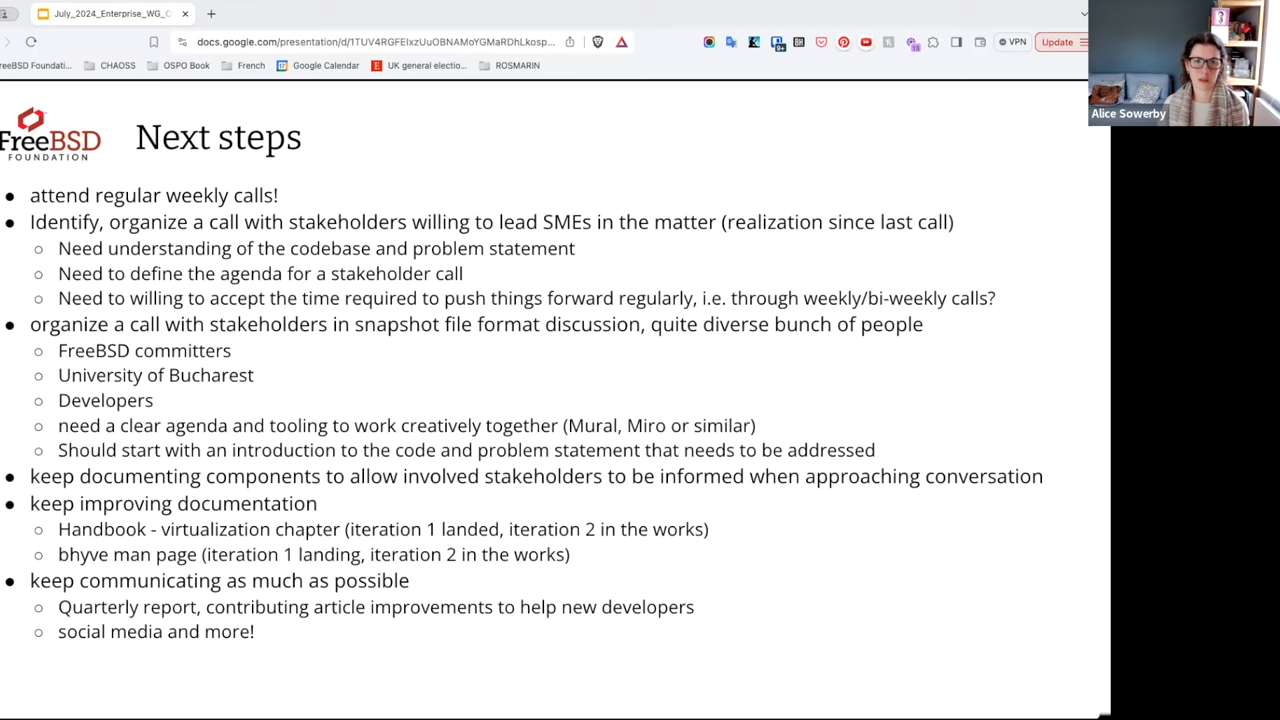 July_2024_Enterprise_WG_C
docs.google.com/presentation/d/1TUV4RGFEIxzUuOBNAMoYGMaRDhLkosp...
VPN
Update
reeBSD Foundati...
CHAOSS
OSPO Book
French
Google Calendar
UK general electio...
ROSMARIN
Alice Sowerby
FreeBSD
FOUNDATION
Next steps
● attend regular weekly calls!
● Identify, organize a call with stakeholders willing to lead SMEs in the matter (realization since last call)
○ Need understanding of the codebase and problem statement
○ Need to define the agenda for a stakeholder call
○ Need to willing to accept the time required to push things forward regularly, i.e. through weekly/bi-weekly calls?
● organize a call with stakeholders in snapshot file format discussion, quite diverse bunch of people
○ FreeBSD committers
○ University of Bucharest
○ Developers
○ need a clear agenda and tooling to work creatively together (Mural, Miro or similar)
○ Should start with an introduction to the code and problem statement that needs to be addressed
● keep documenting components to allow involved stakeholders to be informed when approaching conversation
● keep improving documentation
○ Handbook - virtualization chapter (iteration 1 landed, iteration 2 in the works)
○ bhyve man page (iteration 1 landing, iteration 2 in the works)
● keep communicating as much as possible
○ Quarterly report, contributing article improvements to help new developers
○ social media and more!